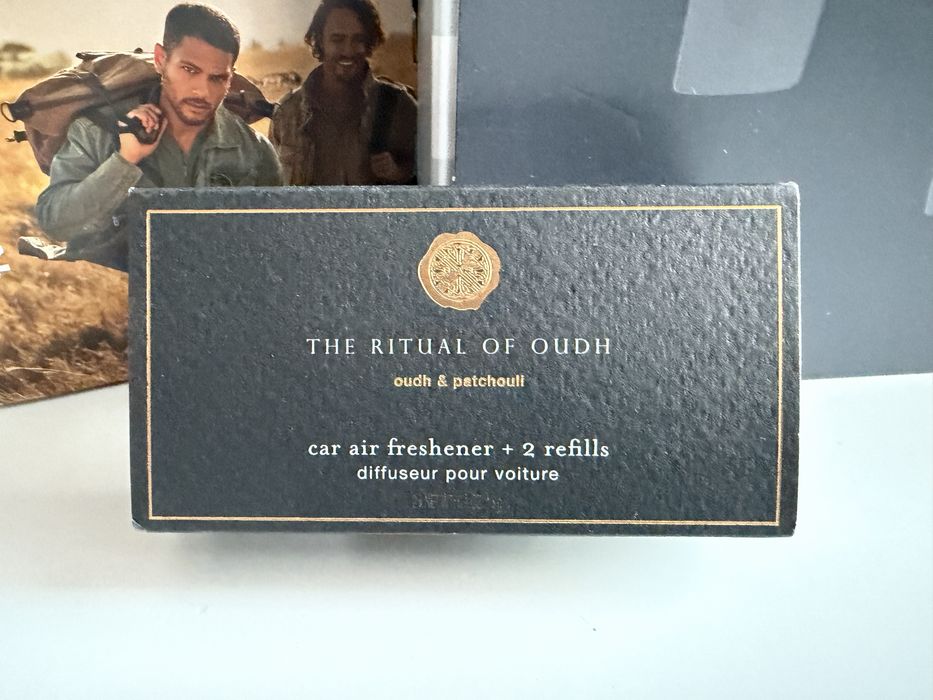 THE RITUAL OF OUDH
oudh & patchouli
car air freshener + 2 refills
diffuseur pour voiture